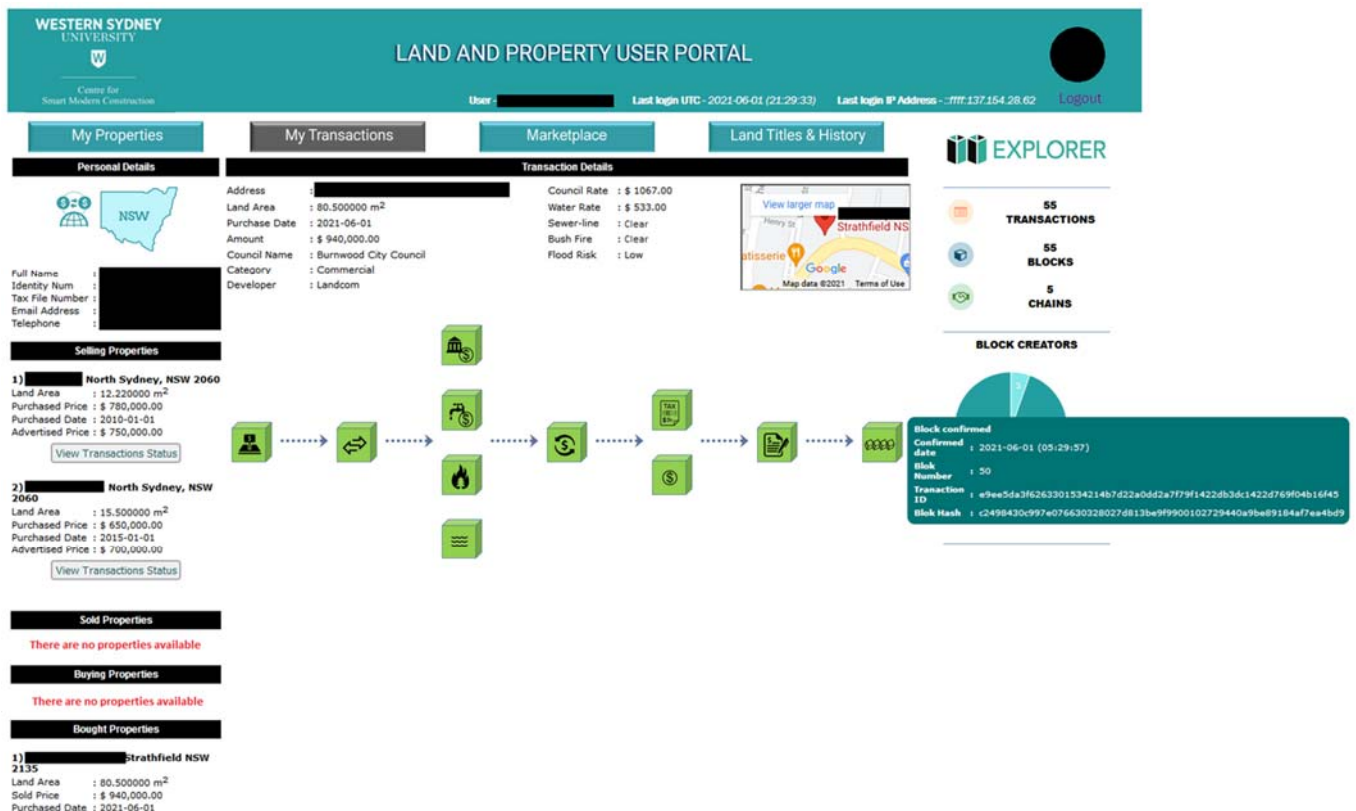 WESTERN SYDNEY
UNIVERSITY
W
Centre for
Smart Modern Construction
LAND AND PROPERTY USER PORTAL
User -
Last login UTC - 2021-06-01 (21:29:33)
Last login IP Address - ::ffff:137.154.28.62
Logout
My Properties
My Transactions
Marketplace
Land Titles & History
Personal Details
NSW
Full Name :
Identity Num :
Tax File Number :
Email Address :
Telephone :
Selling Properties
1) North Sydney, NSW 2060
Land Area : 12.220000 m2
Purchased Price : $ 780,000.00
Purchased Date : 2010-01-01
Advertised Price : $ 750,000.00
View Transactions Status
2) North Sydney, NSW
2060
Land Area : 15.500000 m2
Purchased Price : $ 650,000.00
Purchased Date : 2015-01-01
Advertised Price : $ 700,000.00
View Transactions Status
Sold Properties
There are no properties available
Buying Properties
There are no properties available
Bought Properties
1) Strathfield NSW
2135
Land Area : 80.500000 m2
Sold Price : $ 940,000.00
Purchased Date : 2021-06-01
Transaction Details
Address :
Land Area : 80.500000 m2
Purchase Date : 2021-06-01
Amount : $ 940,000.00
Council Name : Burnwood City Council
Category : Commercial
Developer : Landcom
Council Rate : $ 1067.00
Water Rate : $ 533.00
Sewer-line : Clear
Bush Fire : Clear
Flood Risk : Low
View larger map
Henry St
Strathfield NS
atisserie
Google
Map data ©2021 Terms of Use
TAX
EXPLORER
55
TRANSACTIONS
55
BLOCKS
5
CHAINS
BLOCK CREATORS
3
Block confirmed
Confirmed
date : 2021-06-01 (05:29:57)
Blok
Number : 50
Tranaction
ID : e9ee5da3f6263301534214b7d22a0dd2a7f79f1422db3dc1422d769f04b16f45
Blok Hash : c2498430c997e076630328027d813be9f9900102729440a9be89184af7ea4bd9